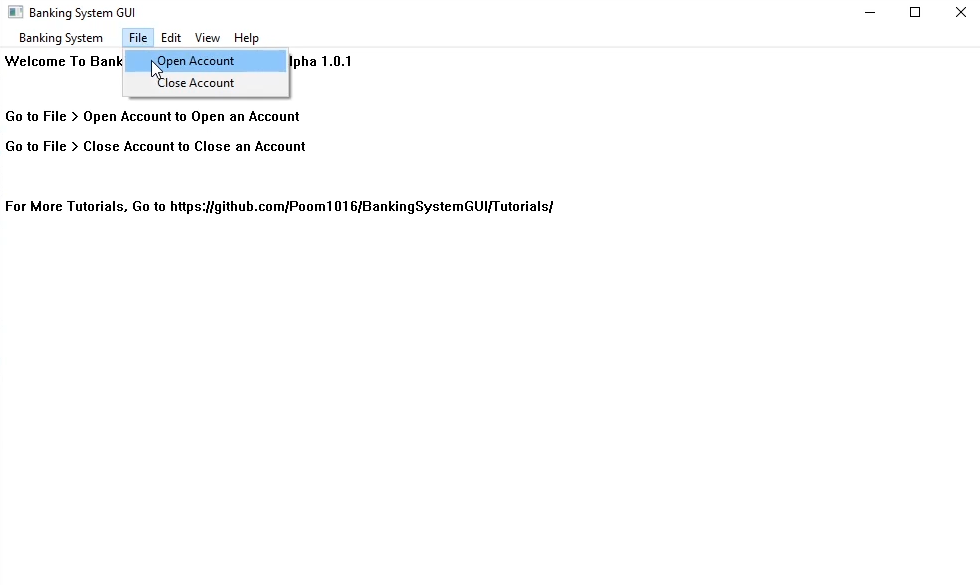 Banking System GUI
Banking System File Edit View Help
Welcome To Bank lpha 1.0.1
Open Account
Close Account
Go to File > Open Account to Open an Account
Go to File > Close Account to Close an Account
For More Tutorials, Go to https://github.com/Poom1016/BankingSystemGUI/Tutorials/